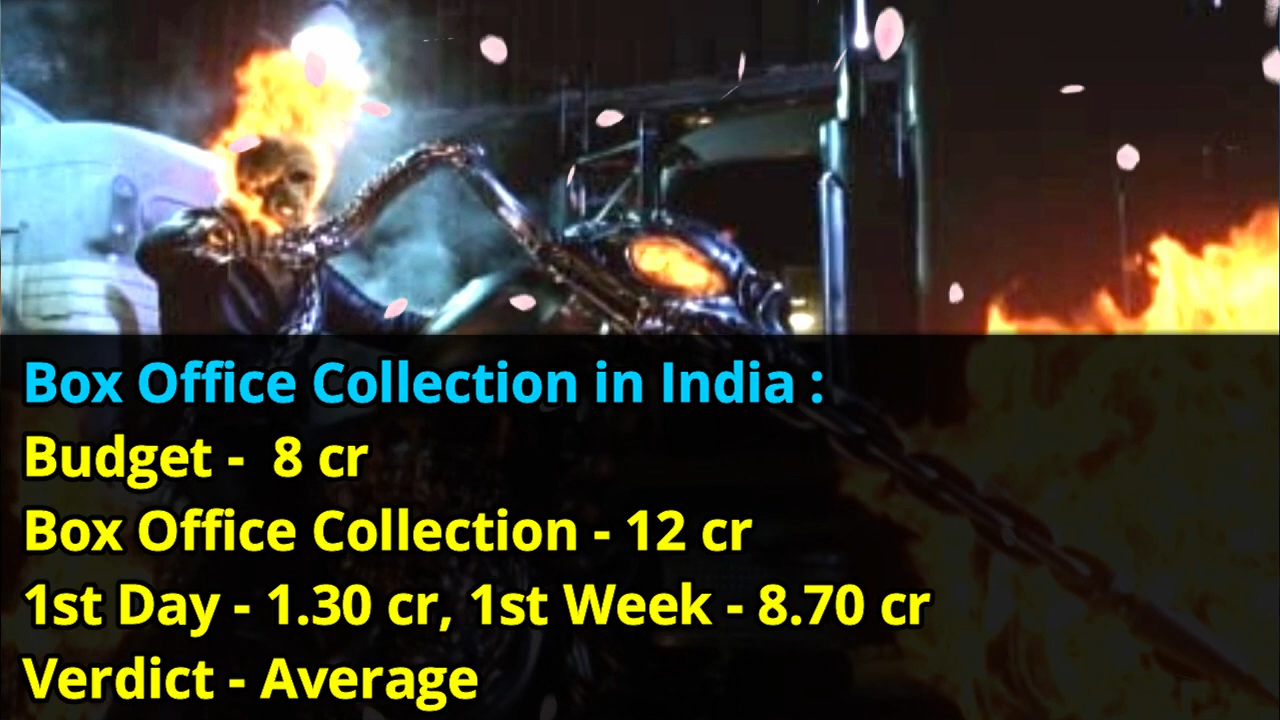 Box Office Collection in India :
Budget - 8 cr
Box Office Collection - 12 cr
1st Day - 1.30 cr, 1st Week - 8.70 cr
Verdict - Average